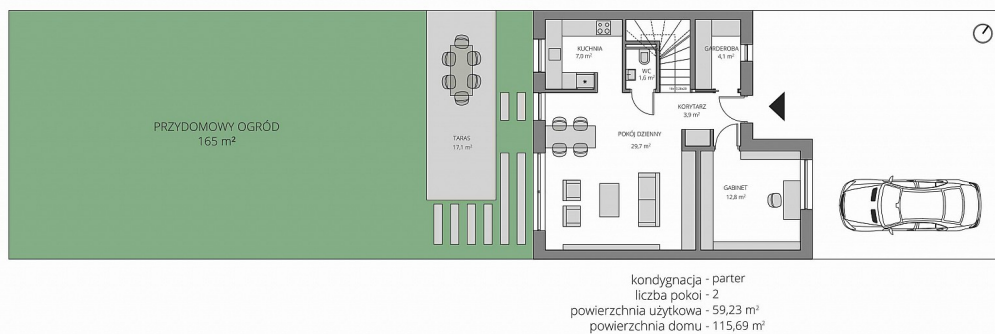 PRZYDOMOWY OGRÓD
165 m²
TARAS
17,1 m²
KUCHNIA
7,0 m²
WC
1,6 m²
GARDEROBA
4,1 m²
KORYTARZ
3,9 m²
POKÓJ DZIENNY
29,7 m²
GABINET
12,8 m²
kondygnacja - parter
liczba pokoi - 2
powierzchnia użytkowa - 59,23 m²
powierzchnia domu - 115,69 m²